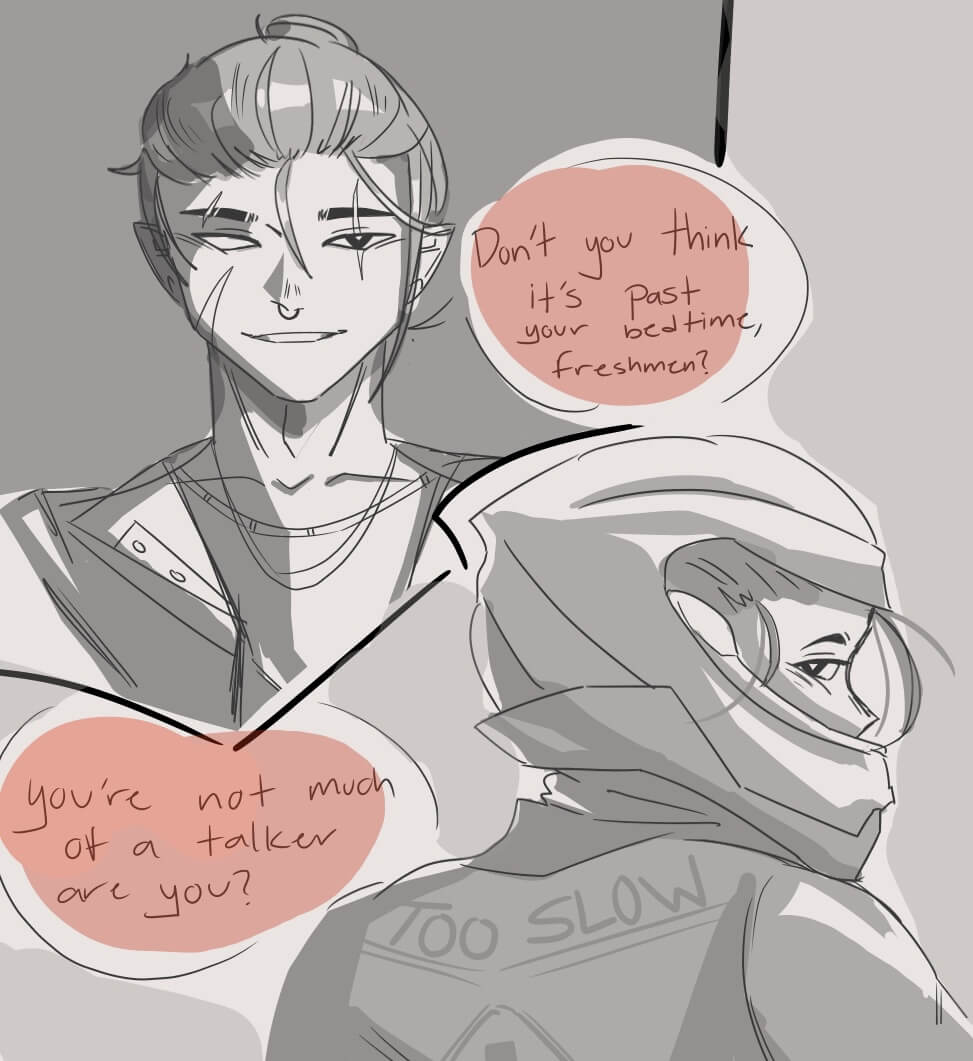 Don't you think
it's past
your bedtime,
freshmen?
you're not much
of a talker
are you?
TOO SLOW